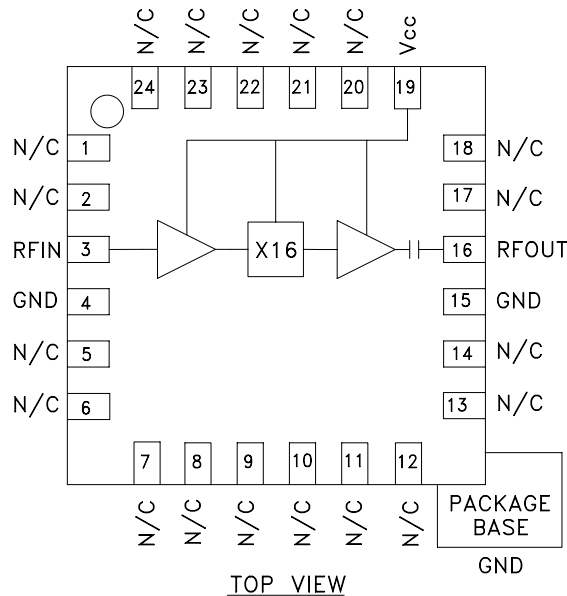 N/C N/C N/C N/C N/C Vcc
24 23 22 21 20 19
N/C 1 18 N/C
N/C 2 17 N/C
RFIN 3 X16 16 RFOUT
GND 4 15 GND
N/C 5 14 N/C
N/C 6 13 N/C
7 8 9 10 11 12
N/C N/C N/C N/C N/C N/C
PACKAGE
BASE
GND
TOP VIEW